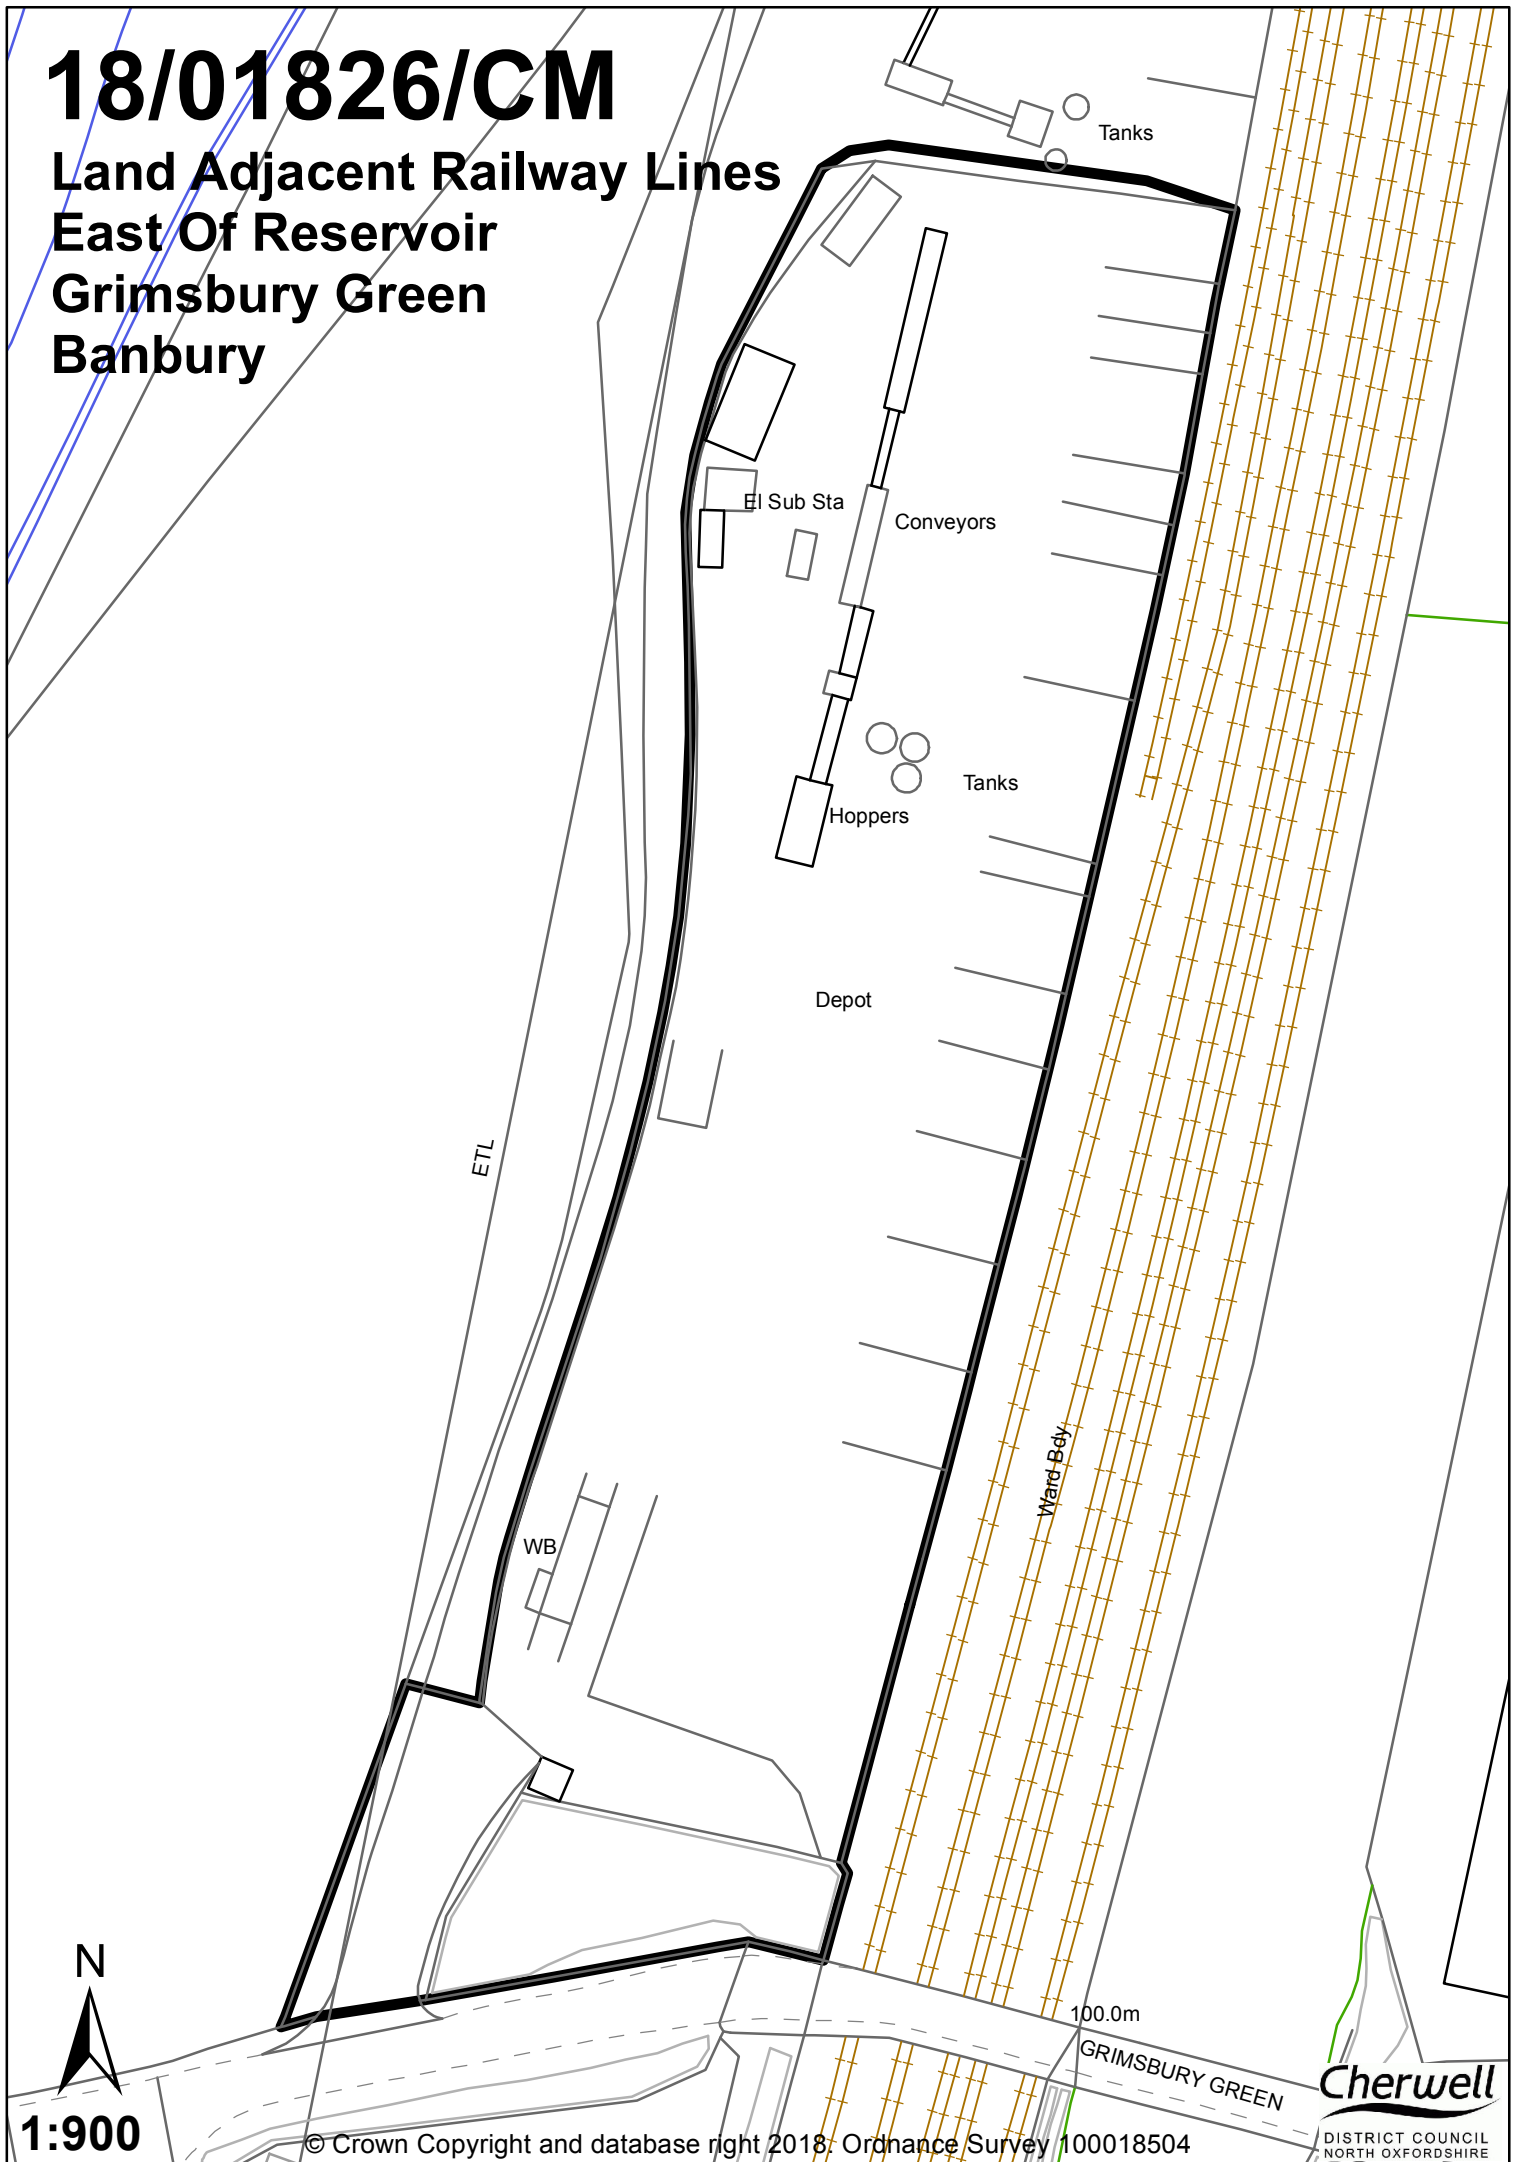 18/01826/CM
Land Adjacent Railway Lines
East Of Reservoir
Grimsbury Green
Banbury
Tanks
El Sub Sta
Conveyors
Tanks
Hoppers
Depot
ETL
Ward Bdy
WB
N
100.0m
GRIMSBURY GREEN
1:900
© Crown Copyright and database right 2018. Ordnance Survey 100018504
Cherwell
DISTRICT COUNCIL
NORTH OXFORDSHIRE